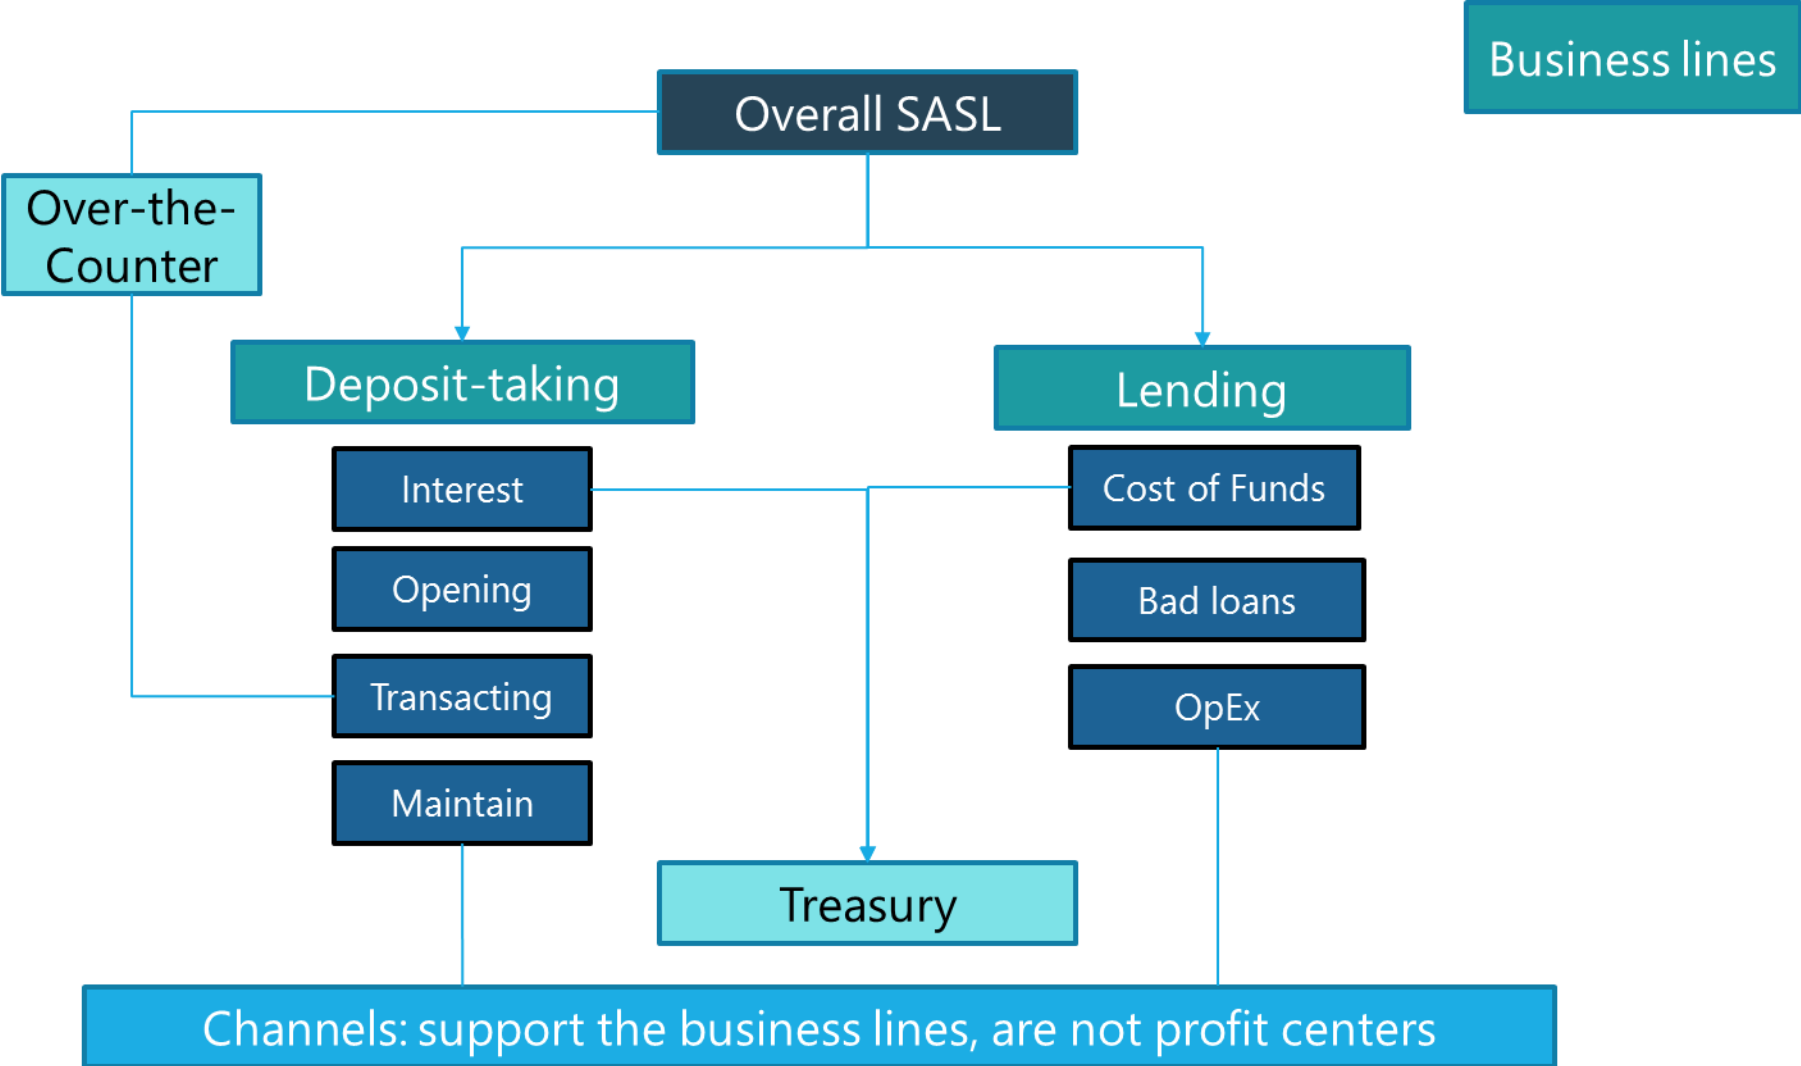 Business lines
Overall SASL
Over-the-
Counter
Deposit-taking
Lending
Interest
Cost of Funds
Opening
Bad loans
Transacting
OpEx
Maintain
Treasury
Channels: support the business lines, are not profit centers